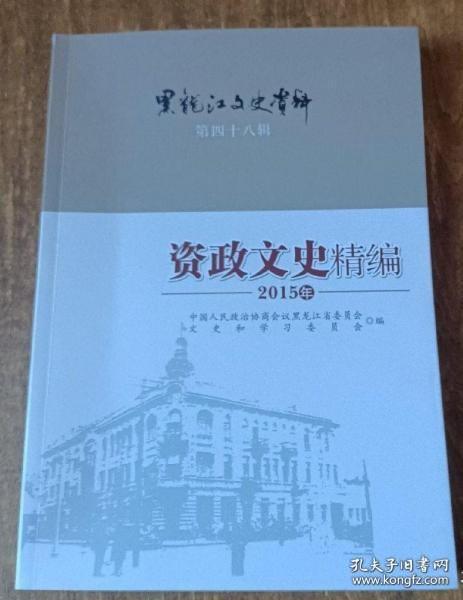 黑龙江文史资料
第四十八辑
资政文史精编
2015年
中国人民政治协商会议黑龙江省委员会
文史和学习委员会
◎编
孔夫子旧书网
kongfz.com